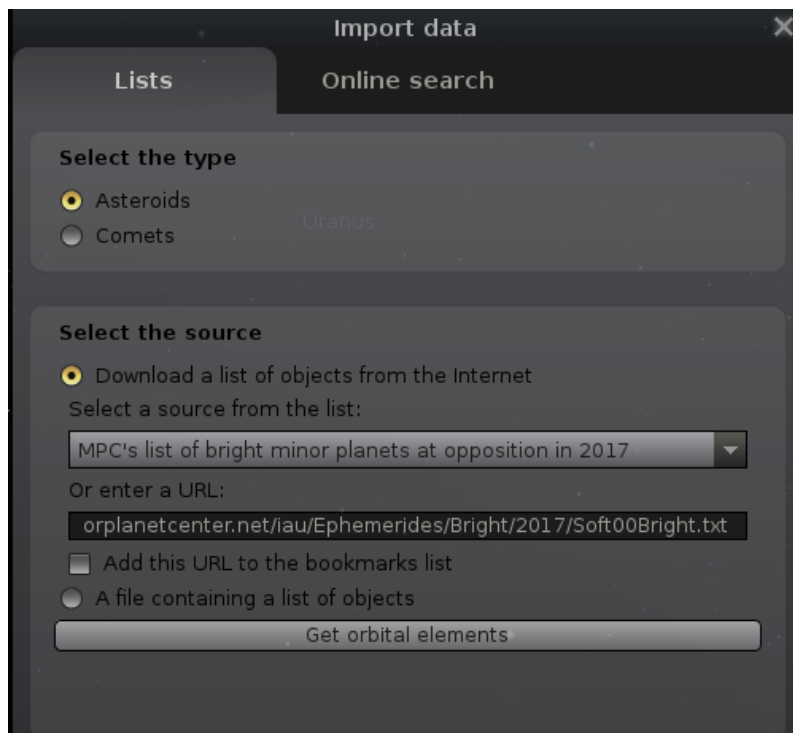 Import data
Lists
Online search
Select the type
Asteroids
Uranus
Comets
Select the source
Download a list of objects from the Internet
Select a source from the list:
MPC's list of bright minor planets at opposition in 2017
Or enter a URL:
orplanetcenter.net/iau/Ephemerides/Bright/2017/Soft00Bright.txt
Add this URL to the bookmarks list
A file containing a list of objects
Get orbital elements